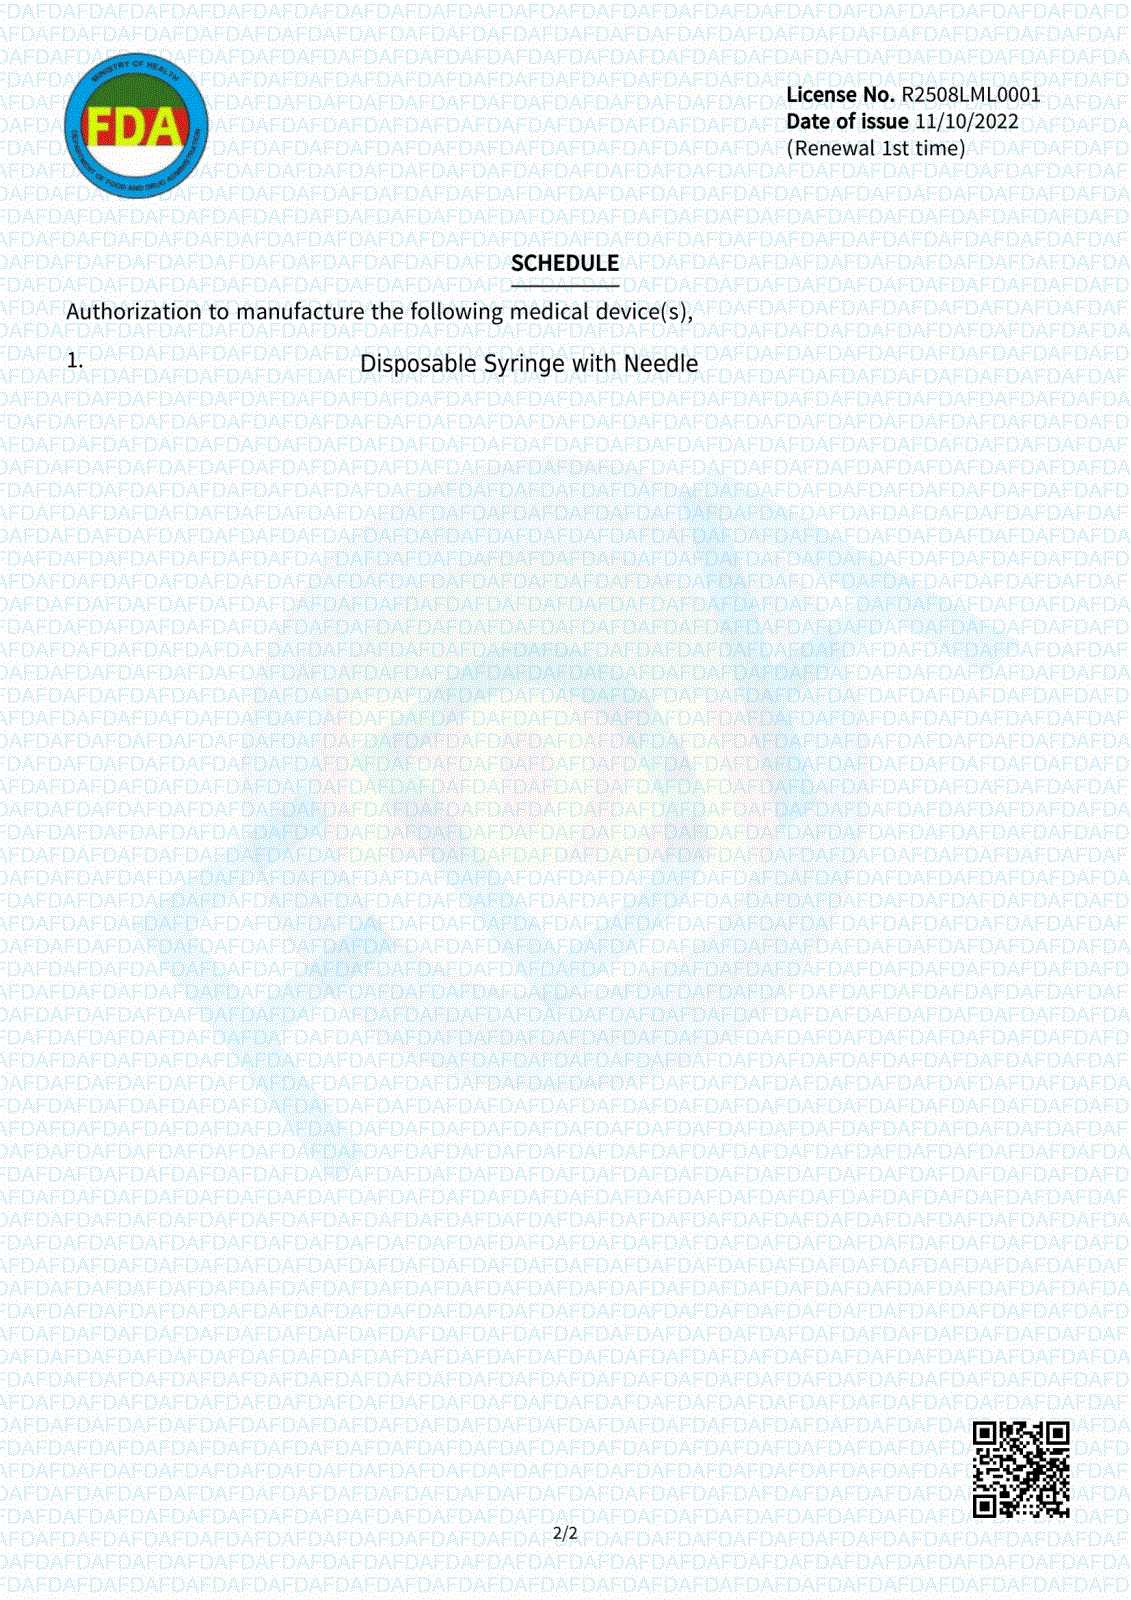 MINISTRY OF HEALTH
FDA
DEPARTMENT OF FOOD AND DRUG ADMINISTRATION
License No. R2508LML0001
Date of issue 11/10/2022
(Renewal 1st time)
SCHEDULE
Authorization to manufacture the following medical device(s),
1. Disposable Syringe with Needle
2/2